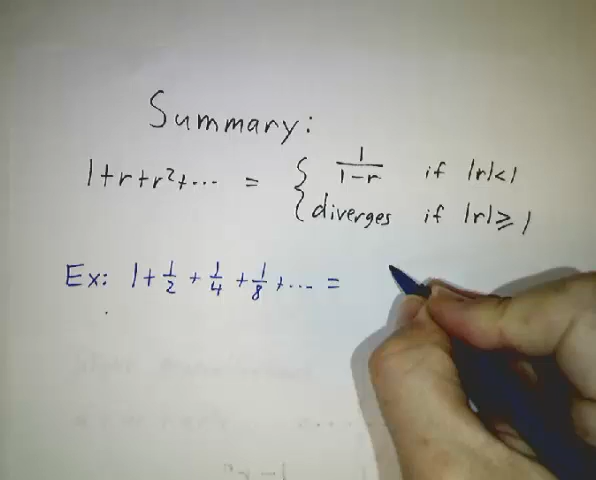 Summary:
1+r+r²+··· = { 1/(1-r) if |r|<1
diverges if |r|≥1
Ex: 1+1/2+1/4+1/8+··· =